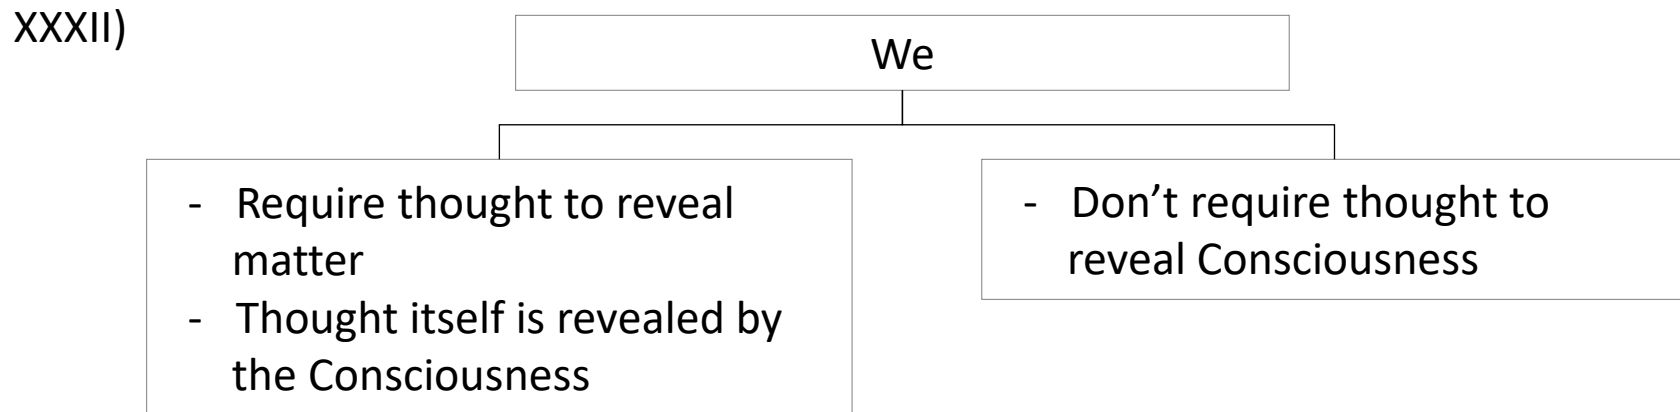 XXXII)
We
- Require thought to reveal
matter
- Thought itself is revealed by
the Consciousness
- Don’t require thought to
reveal Consciousness